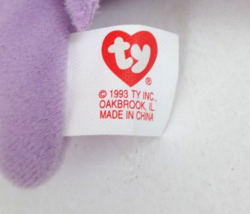 ty
®
© 1993 TY INC.,
OAKBROOK, IL
MADE IN CHINA